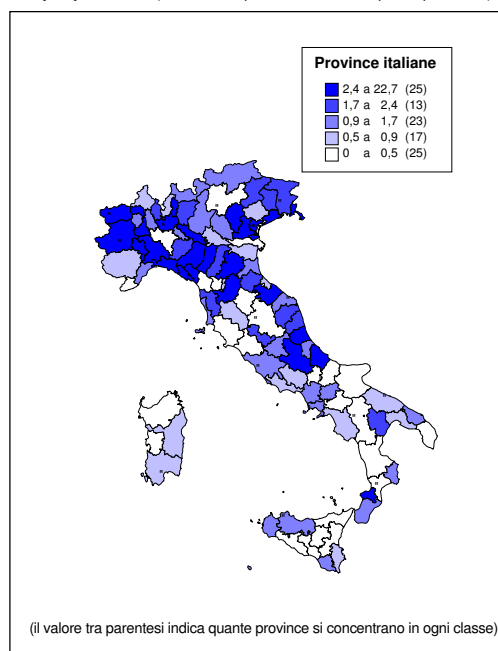 Province italiane
2,4 a 22,7 (25)
1,7 a 2,4 (13)
0,9 a 1,7 (23)
0,5 a 0,9 (17)
0 a 0,5 (25)
(il valore tra parentesi indica quante province si concentrano in ogni classe)